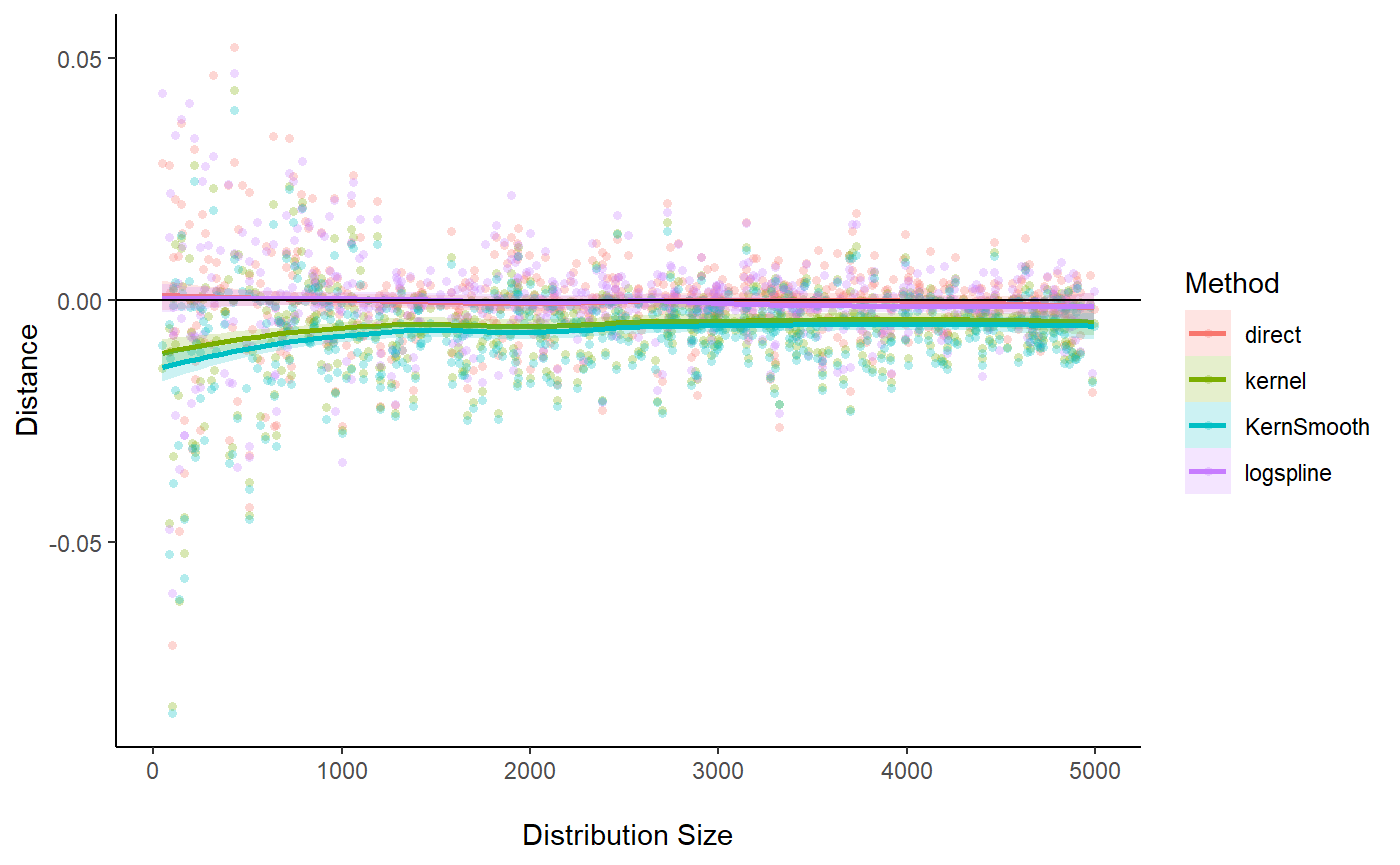 0.05
0.00
-0.05
Distance
0
1000
2000
3000
4000
5000
Distribution Size
Method
direct
kernel
KernSmooth
logspline